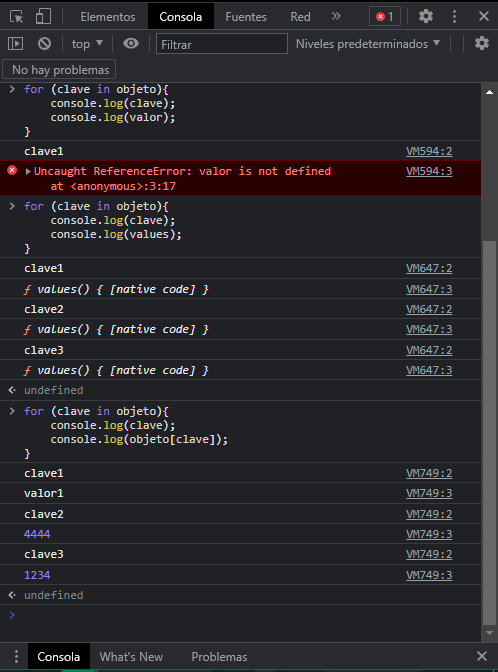 Elementos Consola Fuentes Red » 1
top ▼ Filtrar Niveles predeterminados ▼
No hay problemas
for (clave in objeto){
    console.log(clave);
    console.log(valor);
}
clave1 VM594:2
Uncaught ReferenceError: valor is not defined VM594:3
    at <anonymous>:3:17
for (clave in objeto){
    console.log(clave);
    console.log(values);
}
clave1 VM647:2
ƒ values() { [native code] } VM647:3
clave2 VM647:2
ƒ values() { [native code] } VM647:3
clave3 VM647:2
ƒ values() { [native code] } VM647:3
undefined
for (clave in objeto){
    console.log(clave);
    console.log(objeto[clave]);
}
clave1 VM749:2
valor1 VM749:3
clave2 VM749:2
4444 VM749:3
clave3 VM749:2
1234 VM749:3
undefined
Consola What's New Problemas